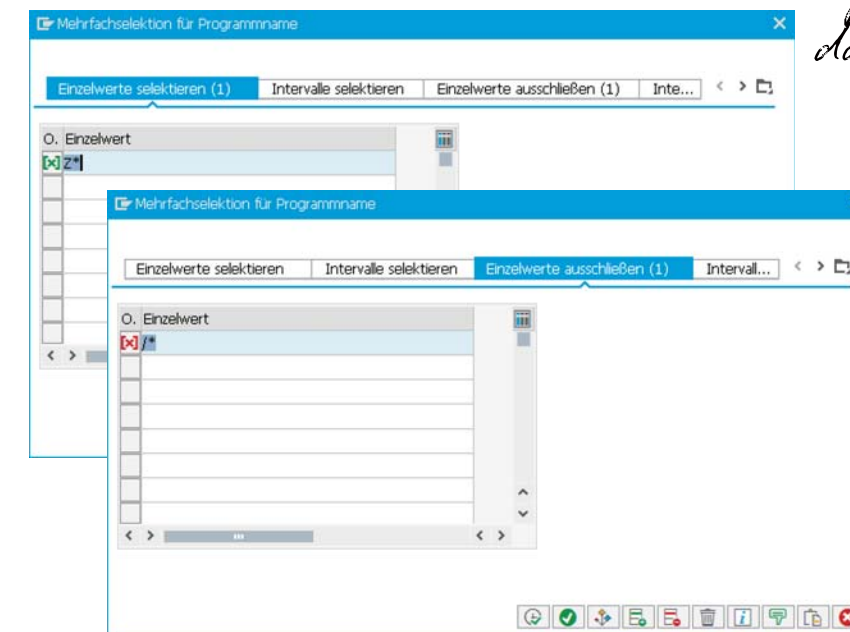 Mehrfachselektion für Programmname
Einzelwerte selektieren (1) Intervalle selektieren Einzelwerte ausschließen (1) Inte...
O. Einzelwert
Z*
Mehrfachselektion für Programmname
Einzelwerte selektieren Intervalle selektieren Einzelwerte ausschließen (1) Intervall...
O. Einzelwert
/*